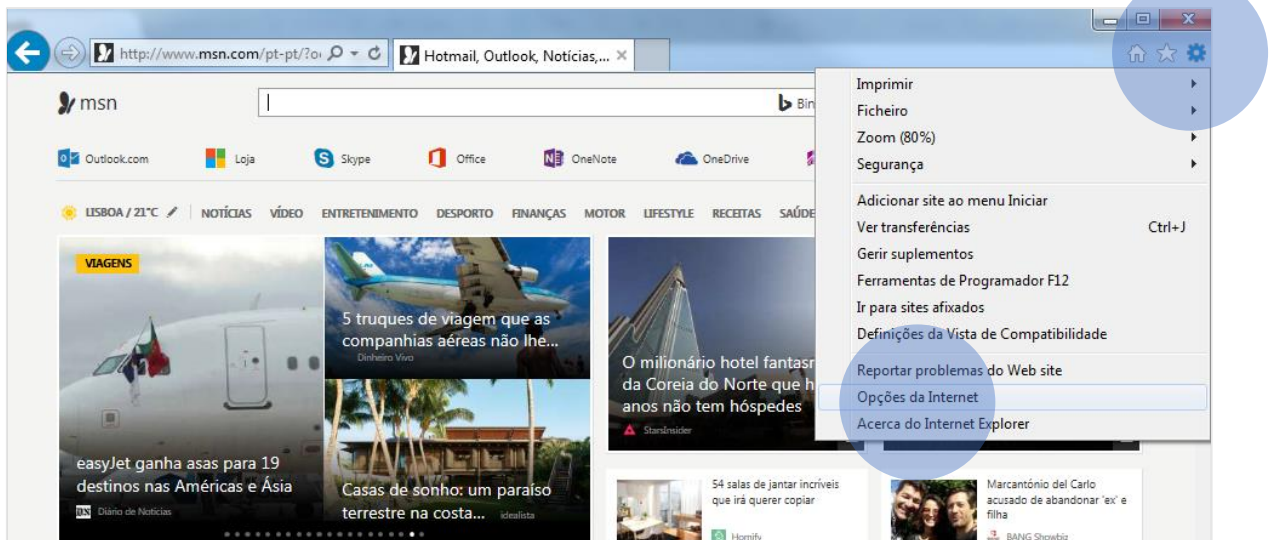 http://www.msn.com/pt-pt/?o
Hotmail, Outlook, Notícias,...
msn
Bin
Outlook.com
Loja
Skype
Office
OneNote
OneDrive
LISBOA / 21°C
NOTÍCIAS
VÍDEO
ENTRETENIMENTO
DESPORTO
FINANÇAS
MOTOR
LIFESTYLE
RECEITAS
SAÚDE
VIAGENS
easyJet ganha asas para 19
destinos nas Américas e Ásia
DN Diário de Notícias
5 truques de viagem que as
companhias aéreas não lhe...
Dinheiro Vivo
Casas de sonho: um paraíso
terrestre na costa... idealista
O milionário hotel fantasm
da Coreia do Norte que h
anos não tem hóspedes
StarsInsider
54 salas de jantar incríveis
que irá querer copiar
Homify
Marcantónio del Carlo
acusado de abandonar 'ex' e
filha
BANG Showbiz
Imprimir
Ficheiro
Zoom (80%)
Segurança
Adicionar site ao menu Iniciar
Ver transferências Ctrl+J
Gerir suplementos
Ferramentas de Programador F12
Ir para sites afixados
Definições da Vista de Compatibilidade
Reportar problemas do Web site
Opções da Internet
Acerca do Internet Explorer